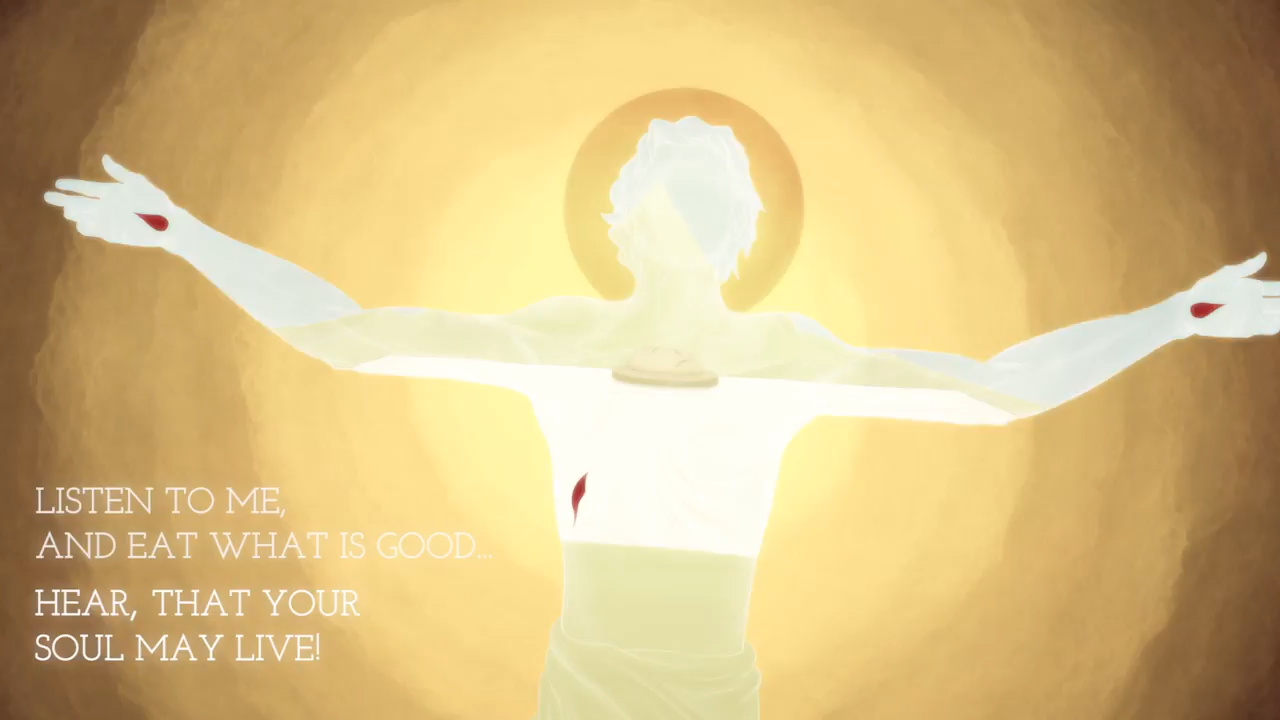 LISTEN TO ME,
AND EAT WHAT IS GOOD...
HEAR, THAT YOUR
SOUL MAY LIVE!